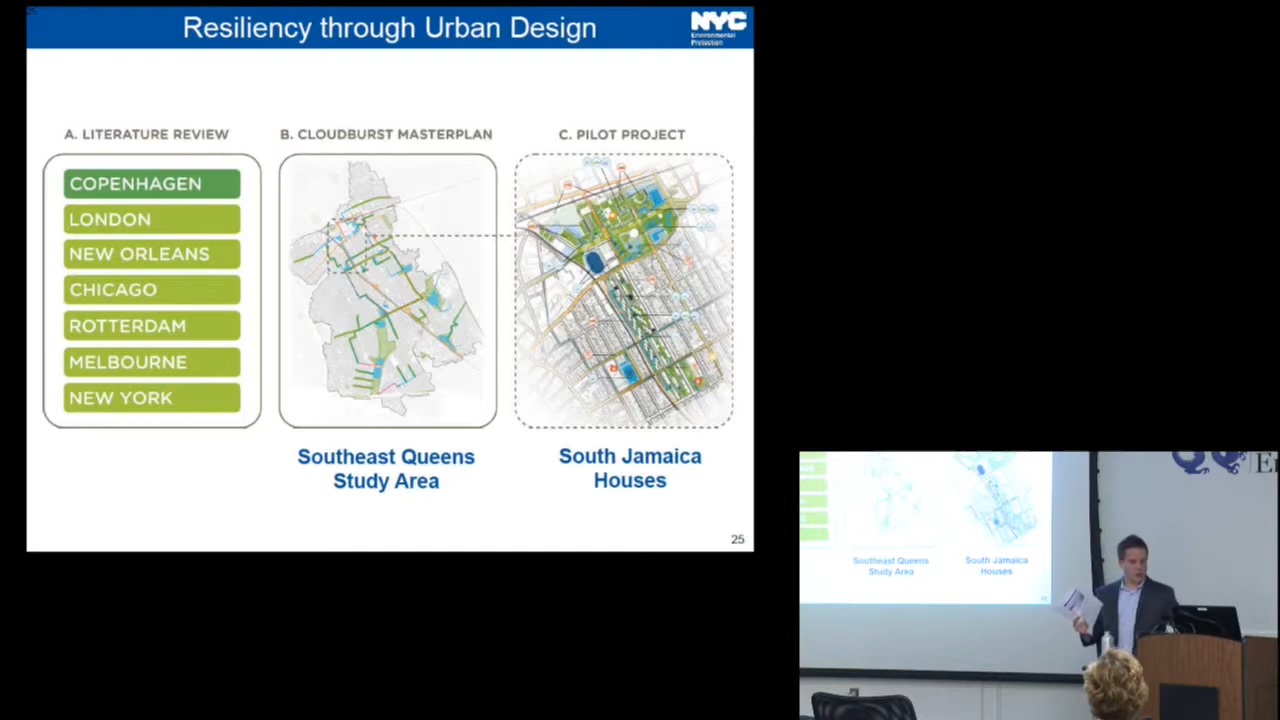 Resiliency through Urban Design
NYC
Environmental
Protection
A. LITERATURE REVIEW
B. CLOUDBURST MASTERPLAN
C. PILOT PROJECT
COPENHAGEN
LONDON
NEW ORLEANS
CHICAGO
ROTTERDAM
MELBOURNE
NEW YORK
Southeast Queens
Study Area
South Jamaica
Houses
25
Southeast Queens
Study Area
South Jamaica
Houses